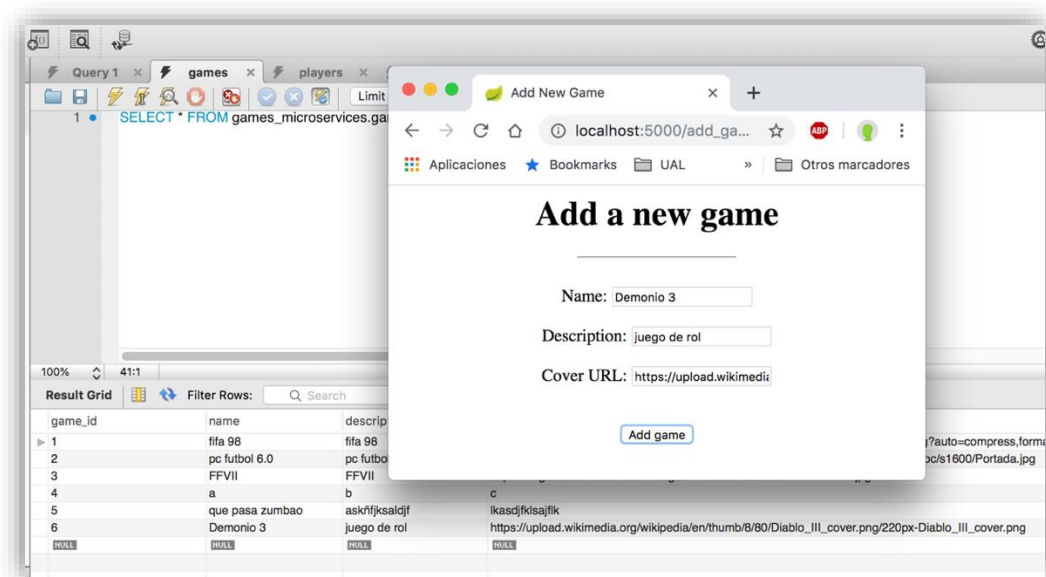 Query 1
games
players
Limit
1
SELECT * FROM games_microservices.ga
Add New Game
localhost:5000/add_ga...
ABP
Aplicaciones
Bookmarks
UAL
»
Otros marcadores
Add a new game
Name: Demonio 3
Description: juego de rol
Cover URL: https://upload.wikimedia
Add game
100%
41:1
Result Grid
Filter Rows:
Search
game_id name descrip
1 fifa 98 fifa 98 g?auto=compress,forma
2 pc futbol 6.0 pc futbo pc/s1600/Portada.jpg
3 FFVII FFVII
4 a b c
5 que pasa zumbao askñfjksaldjf lkasdjfklsajflk
6 Demonio 3 juego de rol https://upload.wikimedia.org/wikipedia/en/thumb/8/80/Diablo_III_cover.png/220px-Diablo_III_cover.png
NULL NULL NULL NULL